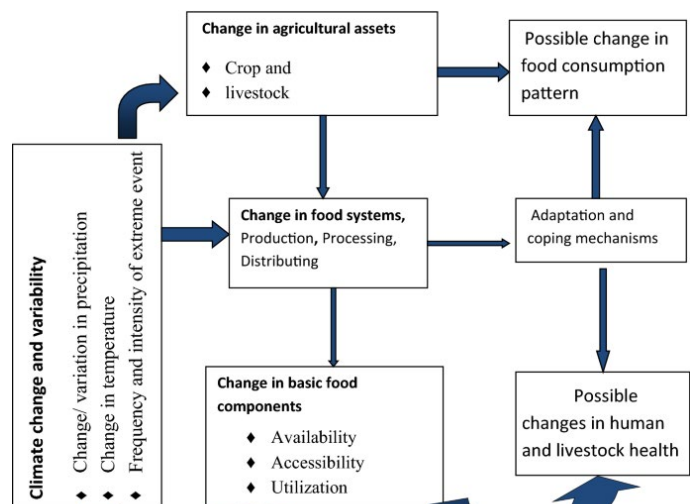 Change in agricultural assets
♦ Crop and
♦ livestock
Possible change in
food consumption
pattern
Climate change and variability
♦ Change/ variation in precipitation
♦ Change in temperature
♦ Frequency and intensity of extreme event
Change in food systems,
Production, Processing,
Distributing
Adaptation and
coping mechanisms
Change in basic food
components
♦ Availability
♦ Accessibility
♦ Utilization
Possible
changes in human
and livestock health